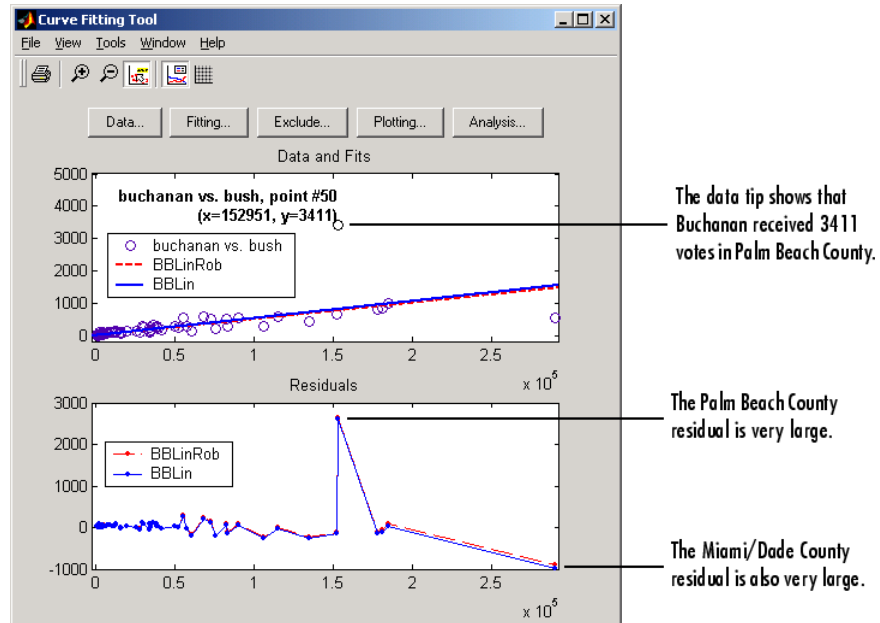 Curve Fitting Tool
File View Tools Window Help
Data... Fitting... Exclude... Plotting... Analysis...
Data and Fits
5000
4000
3000
2000
1000
0
buchanan vs. bush, point #50
(x=152951, y=3411)
buchanan vs. bush
BBLinRob
BBLin
0 0.5 1 1.5 2 2.5
x 10^5
The data tip shows that
Buchanan received 3411
votes in Palm Beach County.
Residuals
3000
2000
1000
0
-1000
BBLinRob
BBLin
0 0.5 1 1.5 2 2.5
x 10^5
The Palm Beach County
residual is very large.
The Miami/Dade County
residual is also very large.